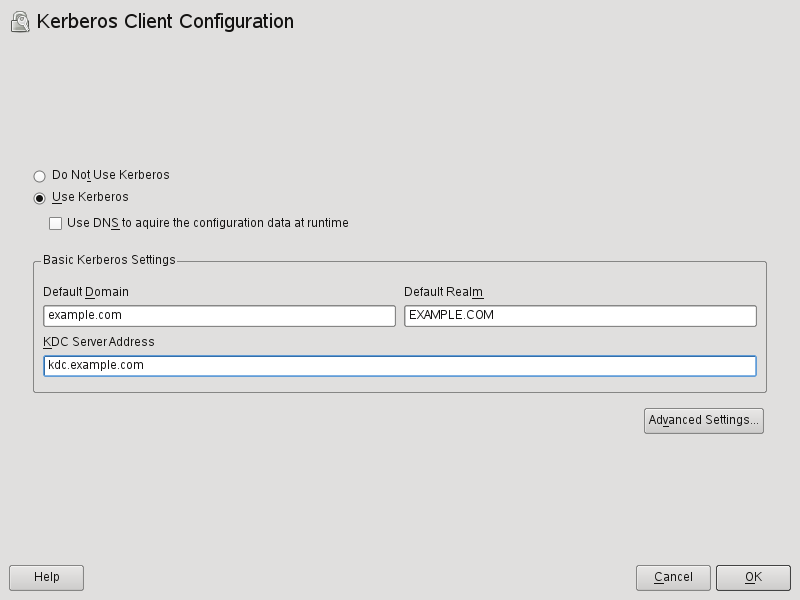 Kerberos Client Configuration
Do Not Use Kerberos
Use Kerberos
Use DNS to aquire the configuration data at runtime
Basic Kerberos Settings
Default Domain Default Realm
example.com EXAMPLE.COM
KDC Server Address
kdc.example.com
Advanced Settings...
Help Cancel OK